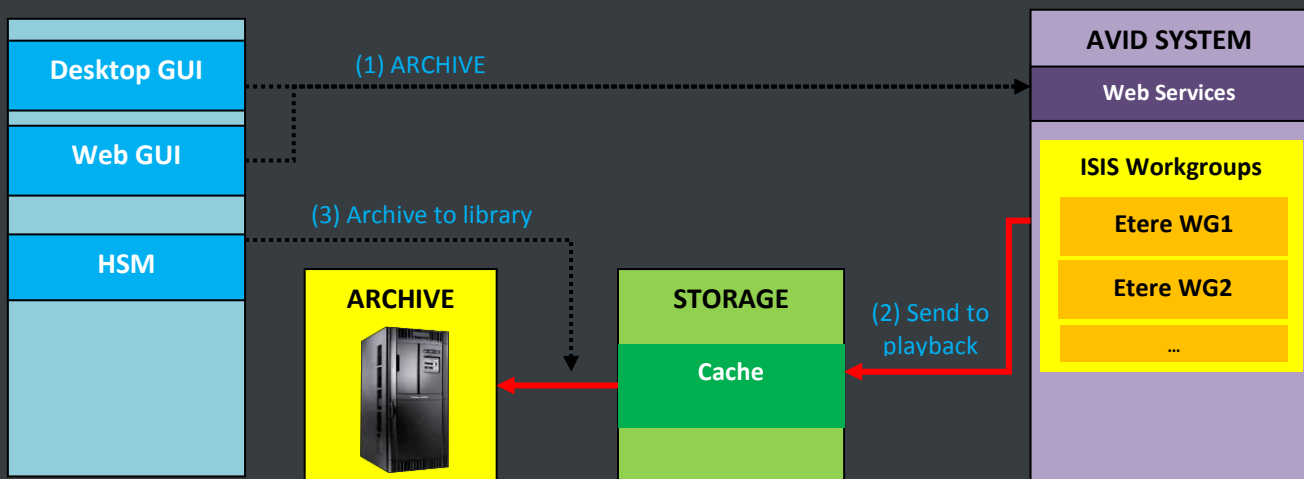 Desktop GUI
Web GUI
HSM
(1) ARCHIVE
(3) Archive to library
ARCHIVE
STORAGE
Cache
(2) Send to
playback
AVID SYSTEM
Web Services
ISIS Workgroups
Etere WG1
Etere WG2
...